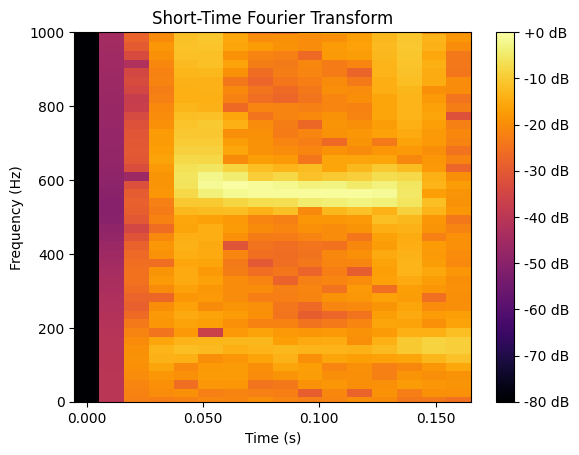 Short-Time Fourier Transform
Frequency (Hz)
1000
800
600
400
200
0
0.000
0.050
0.100
0.150
Time (s)
+0 dB
-10 dB
-20 dB
-30 dB
-40 dB
-50 dB
-60 dB
-70 dB
-80 dB